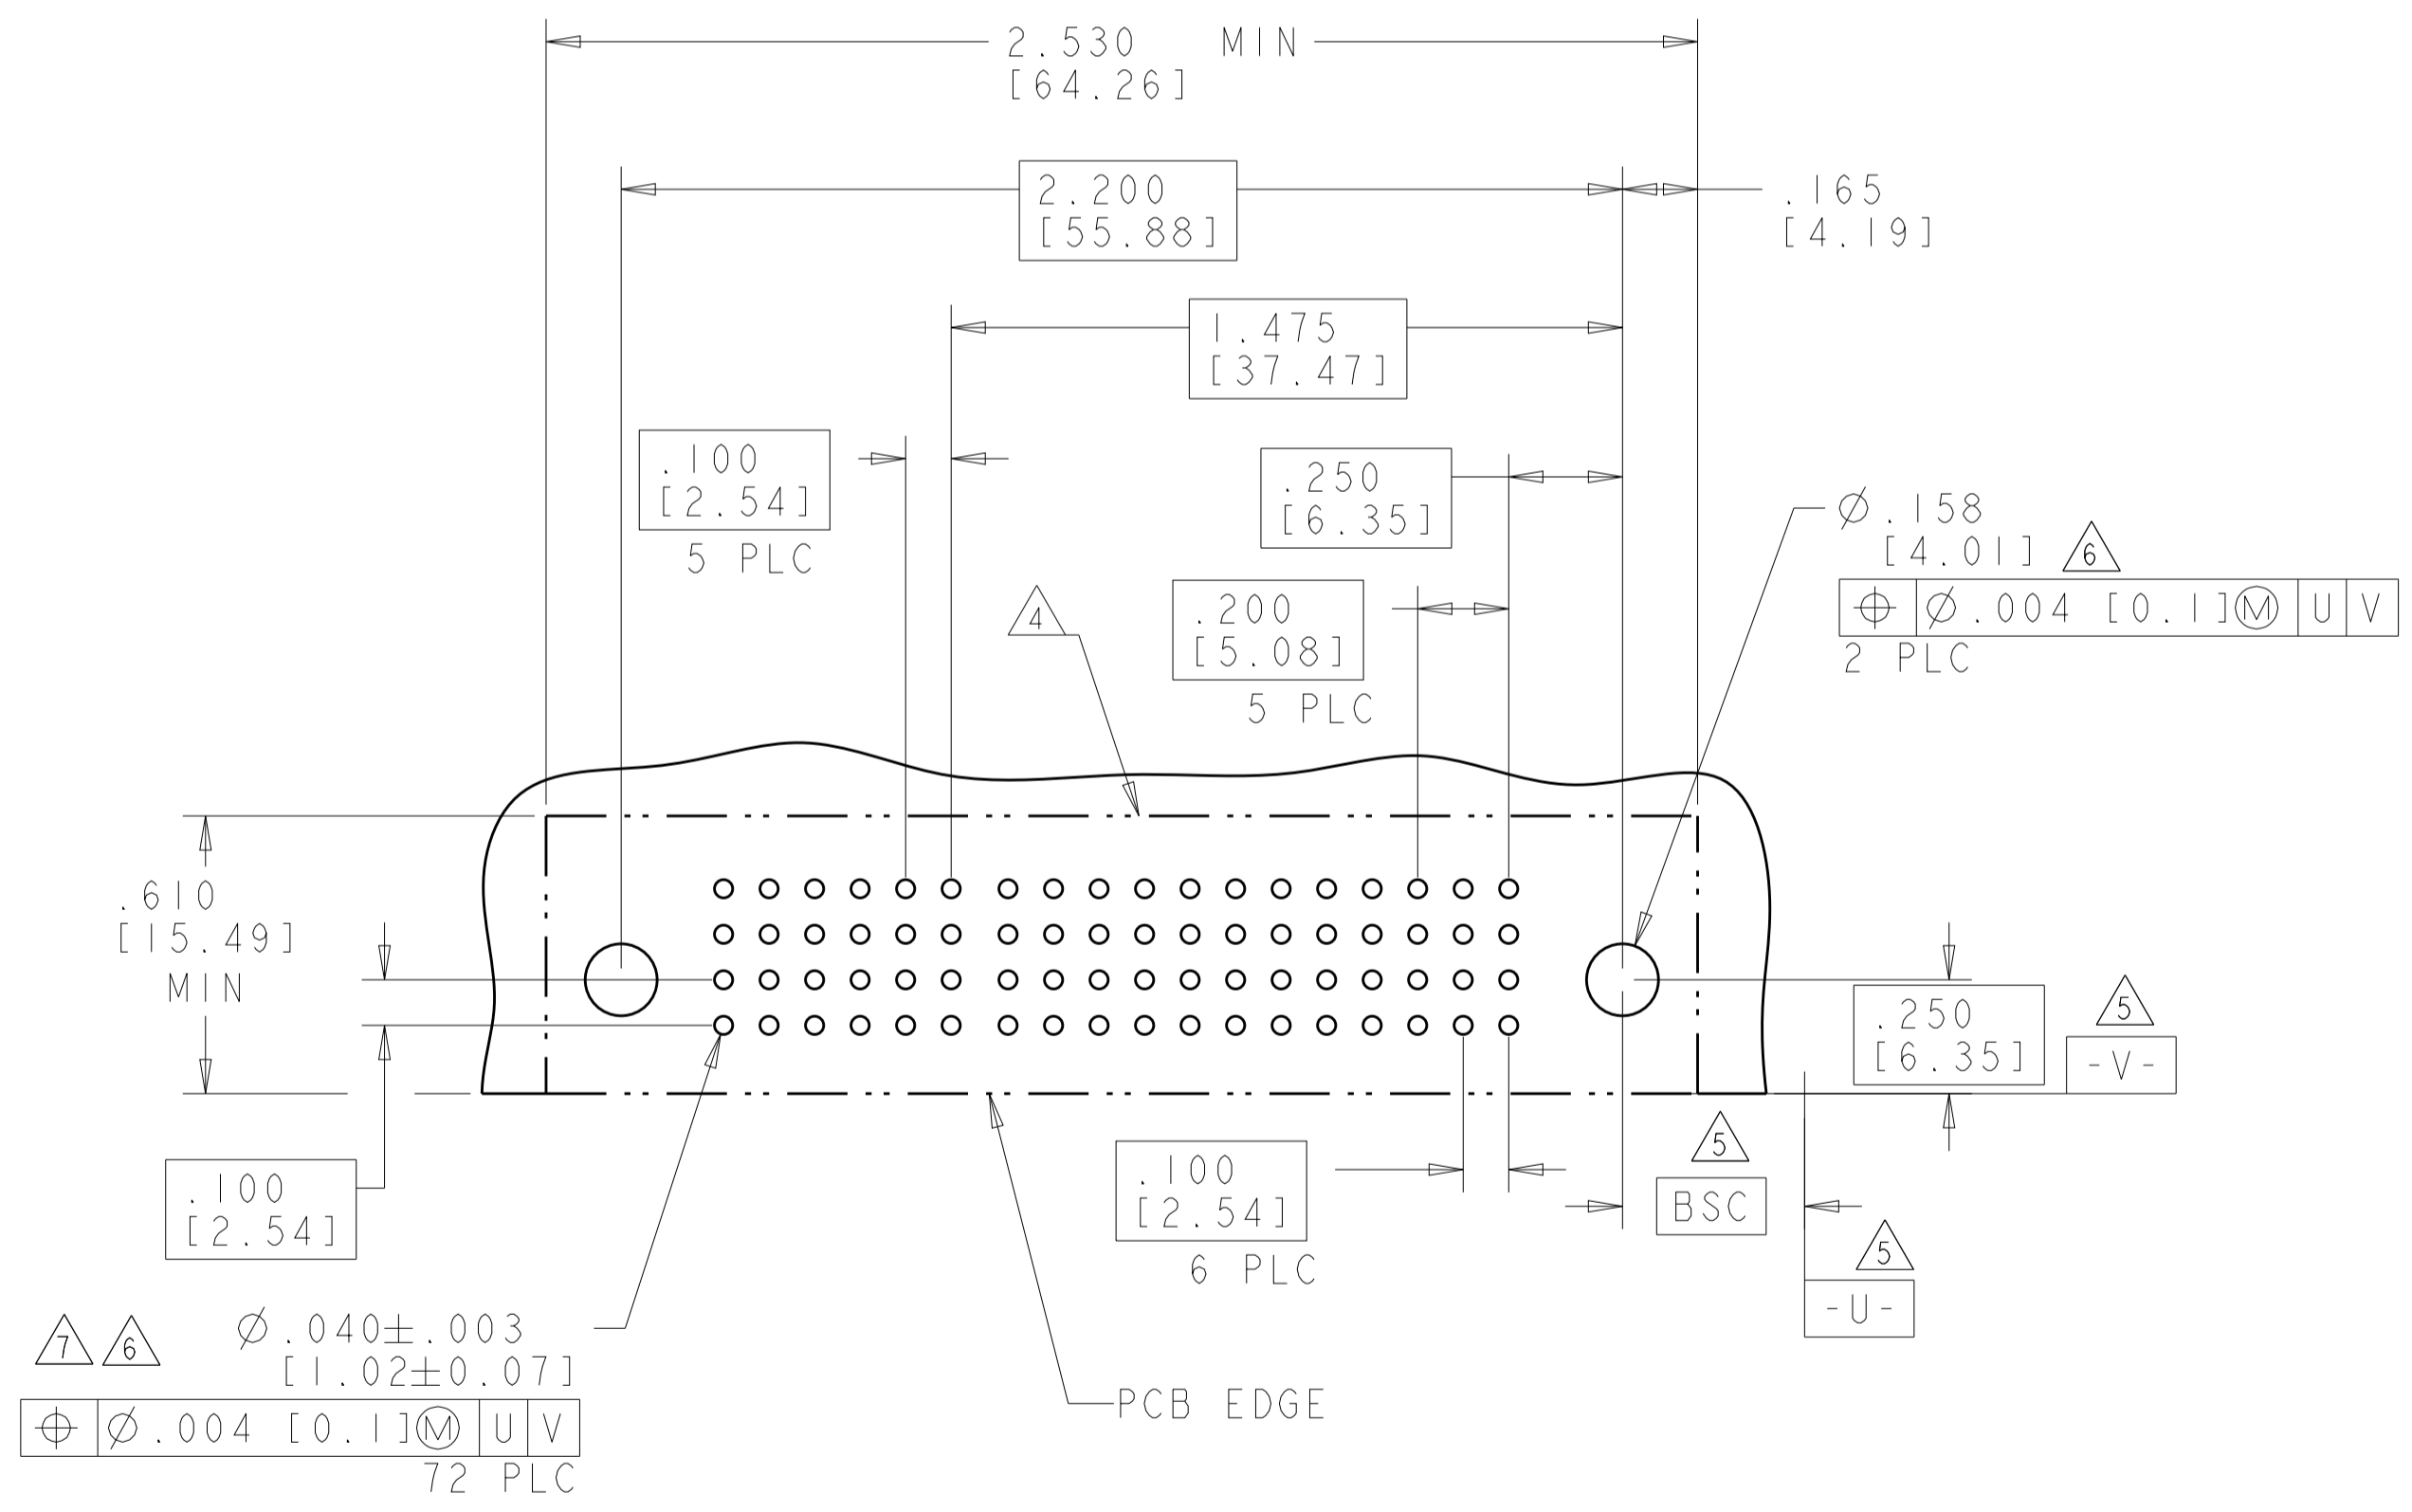 2.530 MIN
[64.26]
2.200
[55.88]
.165
[4.19]
1.475
[37.47]
.100
[2.54]
5 PLC
.250
[6.35]
⌀.158
[4.01]
6
⌖ ⌀.004 [0.1]Ⓜ U V
2 PLC
4
.200
[5.08]
5 PLC
.610
[15.49]
MIN
.250
[6.35]
5
-V-
.100
[2.54]
.100
[2.54]
6 PLC
5
BSC
5
-U-
7 6 ⌀.040±.003
[1.02±0.07]
⌖ ⌀.004 [0.1]Ⓜ U V
72 PLC
PCB EDGE